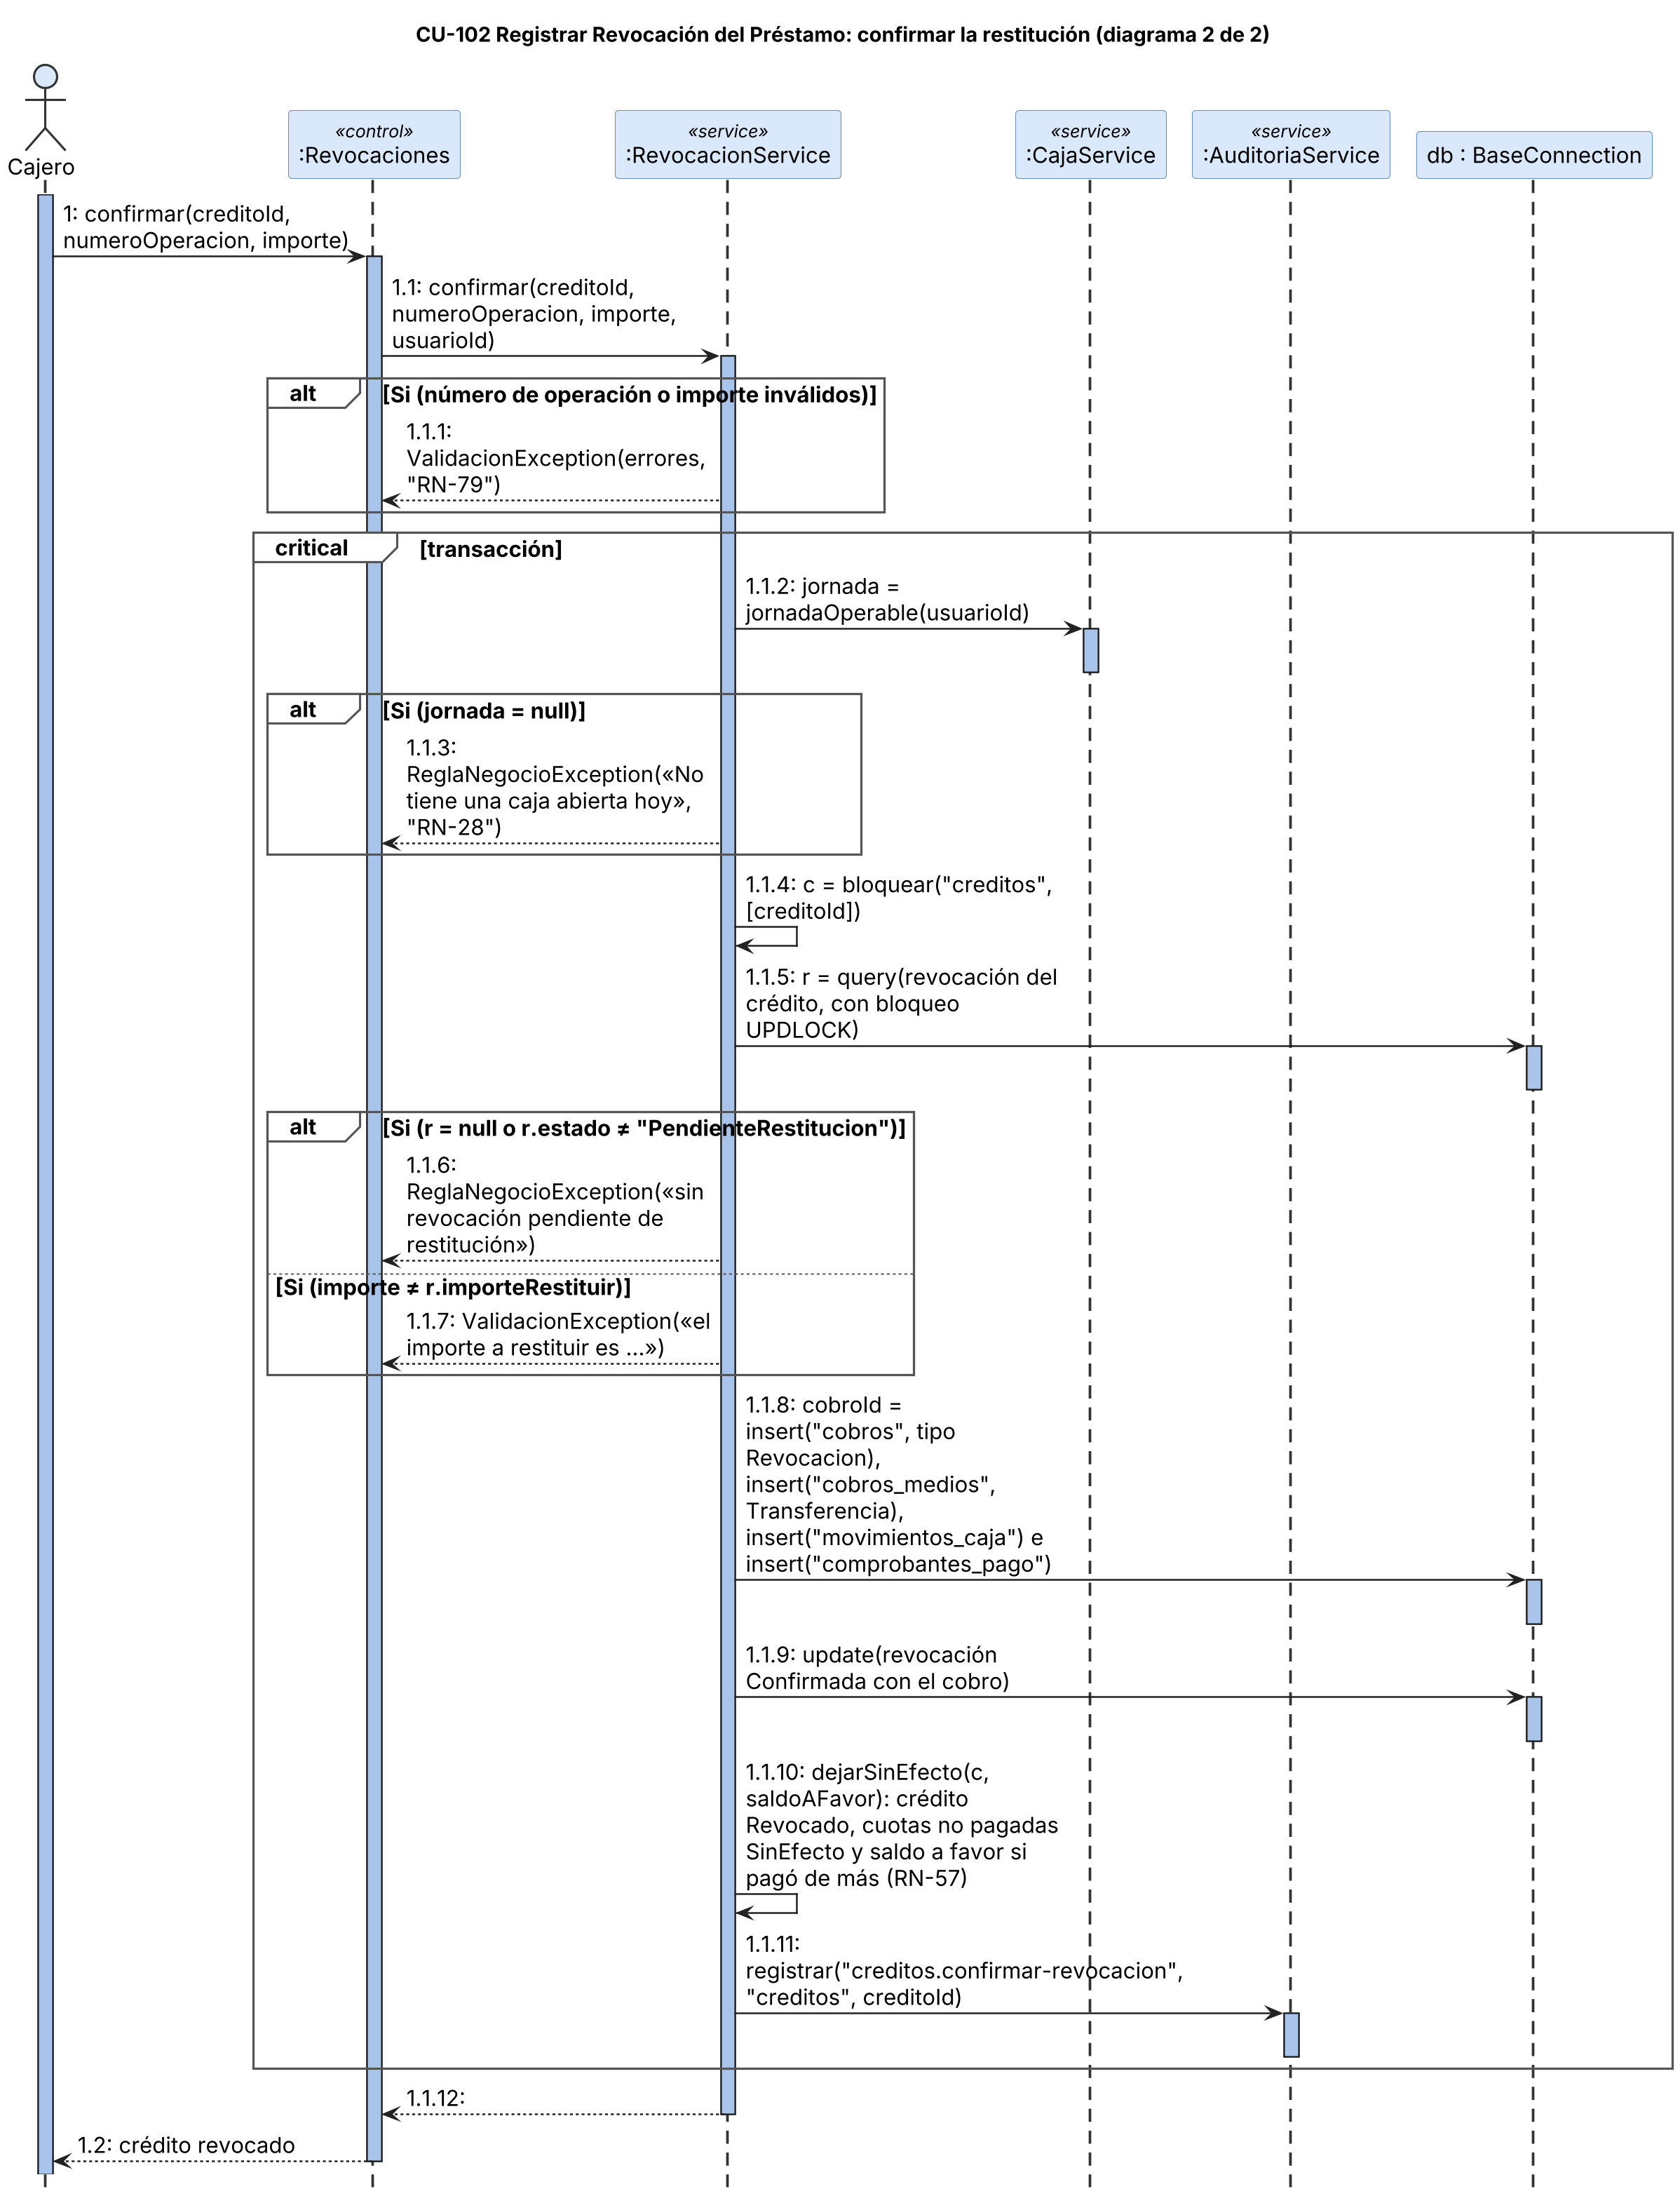 CU-102 Registrar Revocación del Préstamo: confirmar la restitución (diagrama 2 de 2)
Cajero
«control»
:Revocaciones
«service»
:RevocacionService
«service»
:CajaService
«service»
:AuditoriaService
db : BaseConnection
1: confirmar(creditoId,
numeroOperacion, importe)
1.1: confirmar(creditoId,
numeroOperacion, importe,
usuarioId)
alt
[Si (número de operación o importe inválidos)]
1.1.1:
ValidacionException(errores,
"RN-79")
critical
[transacción]
1.1.2: jornada =
jornadaOperable(usuarioId)
alt
[Si (jornada = null)]
1.1.3:
ReglaNegocioException(«No
tiene una caja abierta hoy»,
"RN-28")
1.1.4: c = bloquear("creditos",
[creditoId])
1.1.5: r = query(revocación del
crédito, con bloqueo
UPDLOCK)
alt
[Si (r = null o r.estado ≠ "PendienteRestitucion")]
1.1.6:
ReglaNegocioException(«sin
revocación pendiente de
restitución»)
[Si (importe ≠ r.importeRestituir)]
1.1.7: ValidacionException(«el
importe a restituir es ...»)
1.1.8: cobroId =
insert("cobros", tipo
Revocacion),
insert("cobros_medios",
Transferencia),
insert("movimientos_caja") e
insert("comprobantes_pago")
1.1.9: update(revocación
Confirmada con el cobro)
1.1.10: dejarSinEfecto(c,
saldoAFavor): crédito
Revocado, cuotas no pagadas
SinEfecto y saldo a favor si
pagó de más (RN-57)
1.1.11:
registrar("creditos.confirmar-revocacion",
"creditos", creditoId)
1.1.12:
1.2: crédito revocado